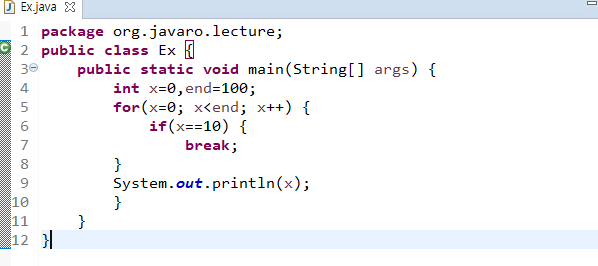 Ex.java
1 package org.javaro.lecture;
2 public class Ex {
3     public static void main(String[] args) {
4         int x=0,end=100;
5         for(x=0; x<end; x++) {
6             if(x==10) {
7                 break;
8         }
9         System.out.println(x);
10         }
11     }
12 }